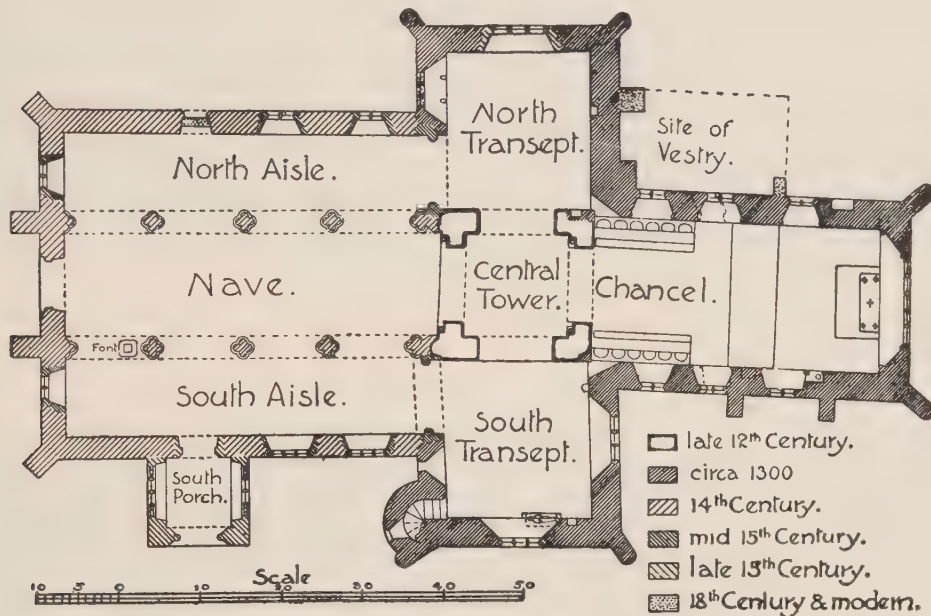 North
Transept.
Site of
Vestry.
North Aisle.
Nave.
Central
Tower.
Chancel.
Font
South Aisle.
South
Transept.
South
Porch.
late 12th Century.
circa 1300
14th Century.
mid 15th Century.
late 15th Century.
18th Century & modern.
Scale
10 5 0 10 20 30 40 50